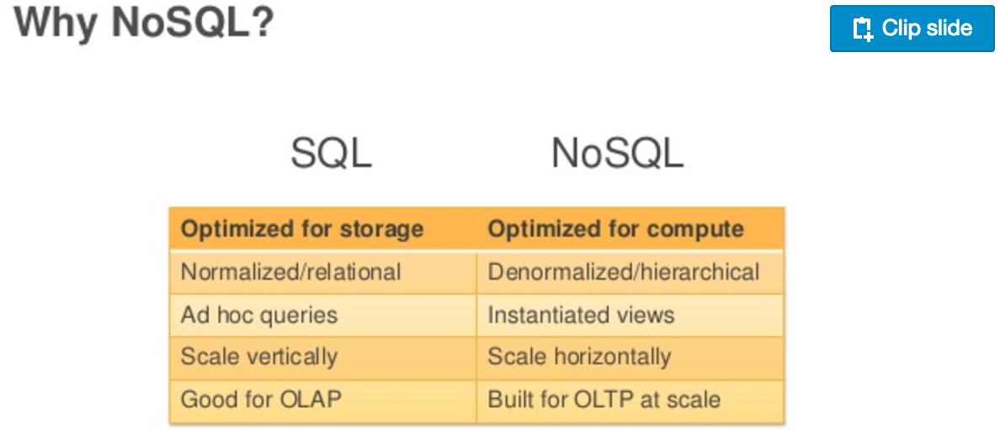 Why NoSQL?
Clip slide
SQL NoSQL
Optimized for storage Optimized for compute
Normalized/relational Denormalized/hierarchical
Ad hoc queries Instantiated views
Scale vertically Scale horizontally
Good for OLAP Built for OLTP at scale